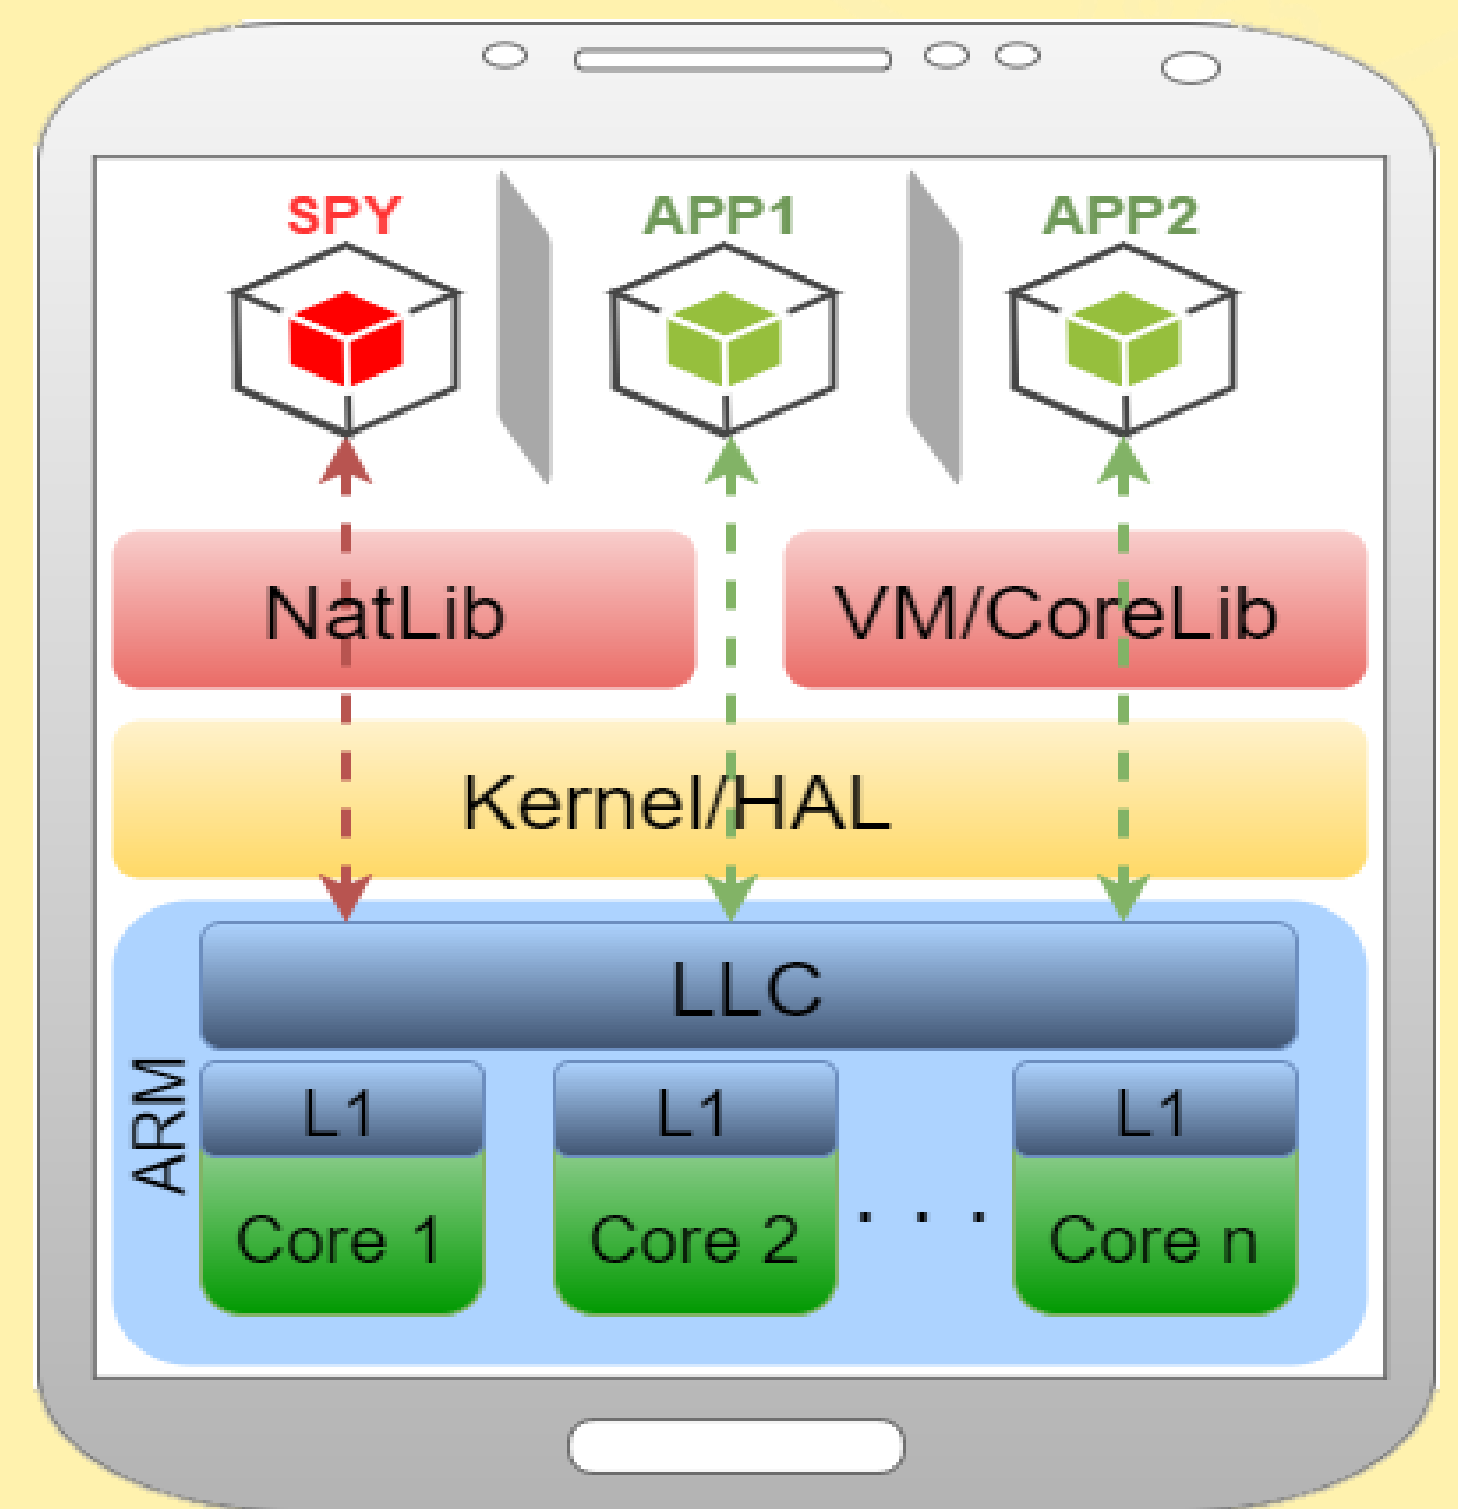 SPY
APP1
APP2
NatLib
VM/CoreLib
Kernel/HAL
ARM
LLC
L1
L1
L1
Core 1
Core 2
. . .
Core n